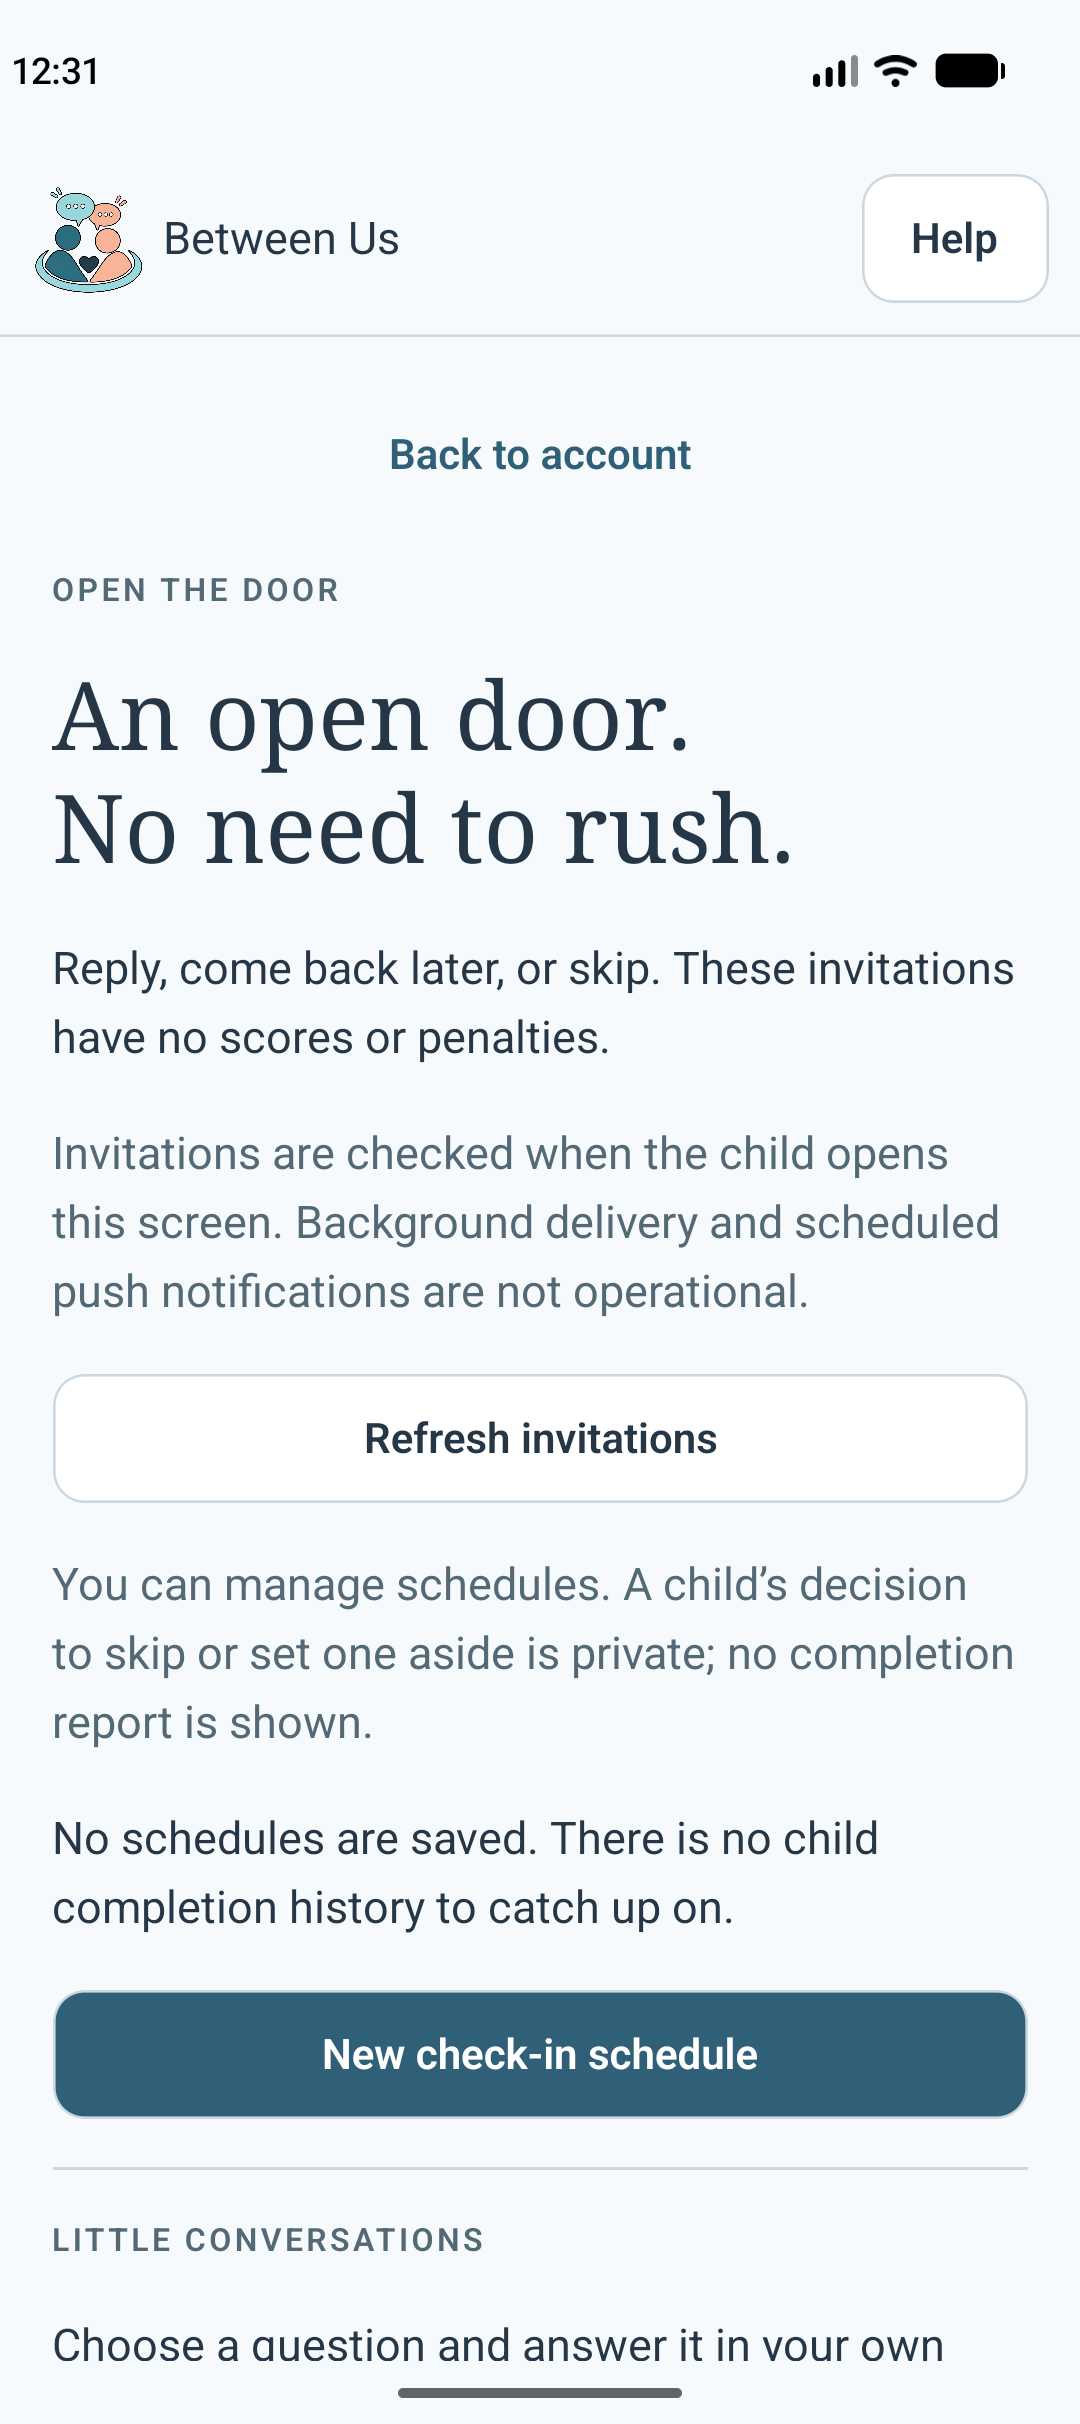 12:31
Between Us
Help
Back to account
OPEN THE DOOR
An open door.
No need to rush.
Reply, come back later, or skip. These invitations
have no scores or penalties.
Invitations are checked when the child opens
this screen. Background delivery and scheduled
push notifications are not operational.
Refresh invitations
You can manage schedules. A child’s decision
to skip or set one aside is private; no completion
report is shown.
No schedules are saved. There is no child
completion history to catch up on.
New check-in schedule
LITTLE CONVERSATIONS
Choose a question and answer it in your own